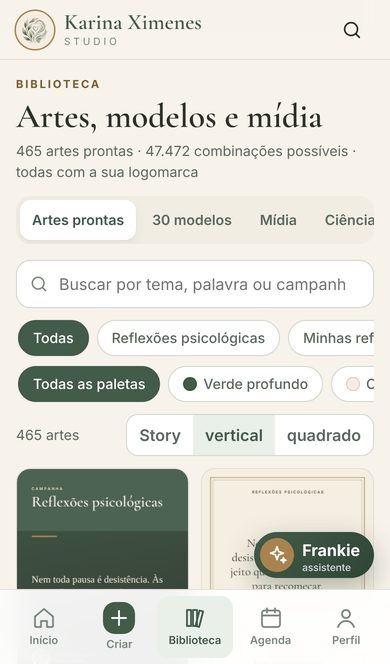 Karina Ximenes
STUDIO
BIBLIOTECA
Artes, modelos e mídia
465 artes prontas · 47.472 combinações possíveis ·
todas com a sua logomarca
Artes prontas 30 modelos Mídia Ciência
Buscar por tema, palavra ou campanh
Todas Reflexões psicológicas Minhas ref
Todas as paletas Verde profundo
465 artes Story vertical quadrado
CAMPANHA
Reflexões psicológicas
Nem toda pausa é desistência. Às
REFLEXÕES PSICOLÓGICAS
jeito q
para recomeçar.
Frankie
assistente
Início Criar Biblioteca Agenda Perfil